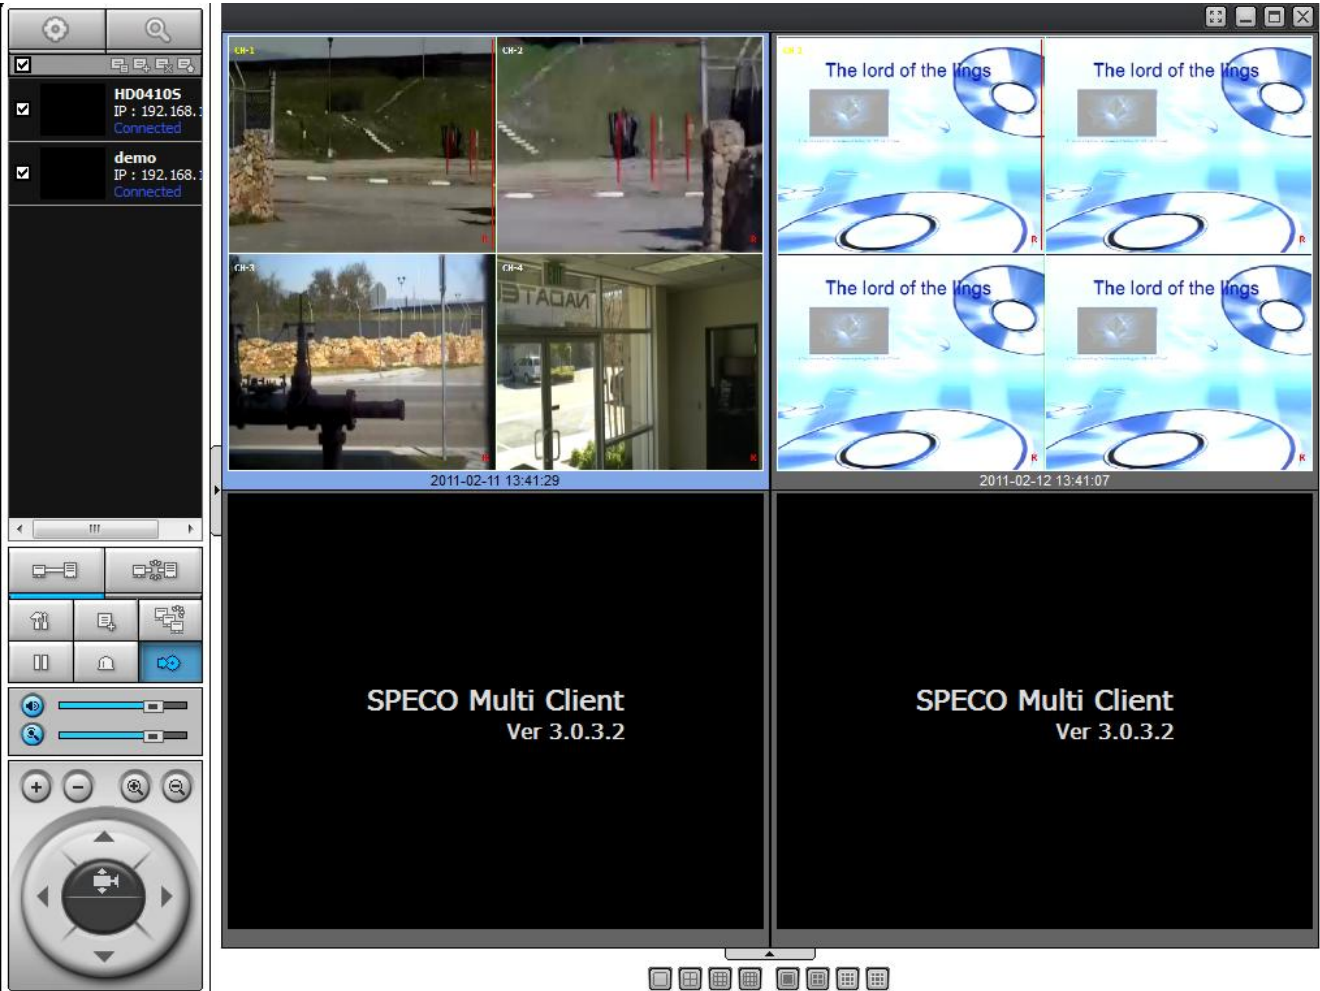 HD0410S
IP : 192.168.1
Connected
demo
IP : 192.168.1
Connected
CH-1
CH-2
R
R
CH-3
CH-4
NADATEL
R
R
2011-02-11 13:41:29
The lord of the lings
The lord of the lings
R
R
The lord of the lings
The lord of the lings
R
R
2011-02-12 13:41:07
SPECO Multi Client
Ver 3.0.3.2
SPECO Multi Client
Ver 3.0.3.2